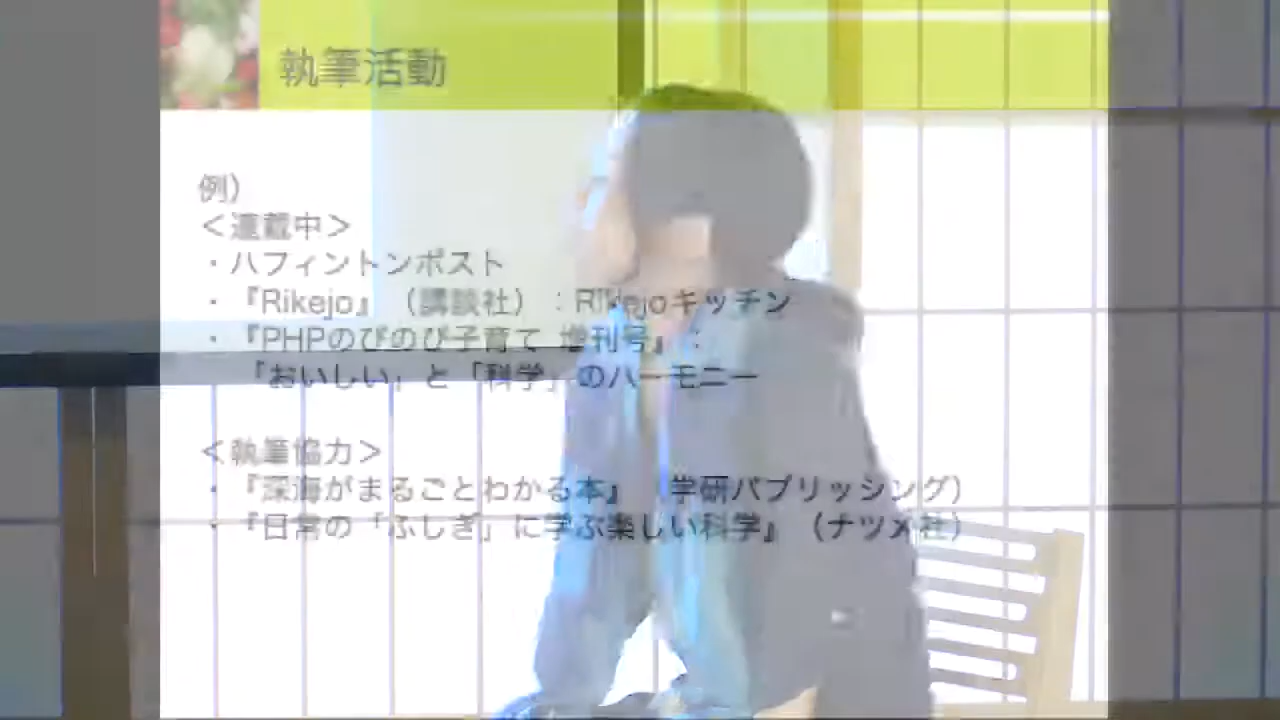 執筆活動
例）
＜連載中＞
・ハフィントンポスト
・『Rikejo』（講談社）：Rikejoキッチン
・『PHPのびのび子育て 増刊号』：
「おいしい」と「科学」のハーモニー
＜執筆協力＞
・『深海がまるごとわかる本』（学研パブリッシング）
・『日常の「ふしぎ」に学ぶ楽しい科学』（ナツメ社）